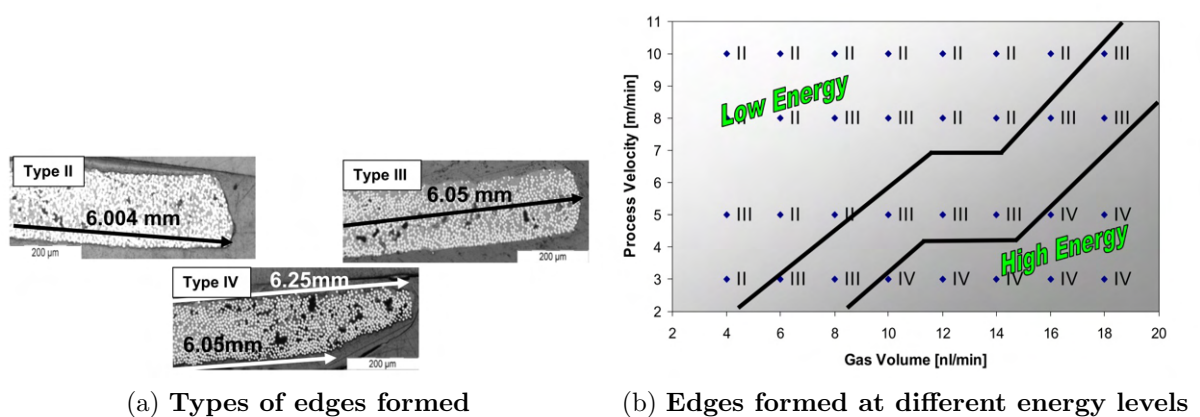 Type II
6.004 mm
200 µm
Type III
6.05 mm
200 µm
Type IV
6.25mm
6.05mm
200 µm
(a) Types of edges formed
Process Velocity [m/min]
11
10 II II II II II II II III
9
Low Energy
8 II II III III II II III III
7
6
5 III II II III III III IV IV
4
High Energy
3 II III III IV IV IV IV IV
2
2 4 6 8 10 12 14 16 18 20
Gas Volume [nl/min]
(b) Edges formed at different energy levels